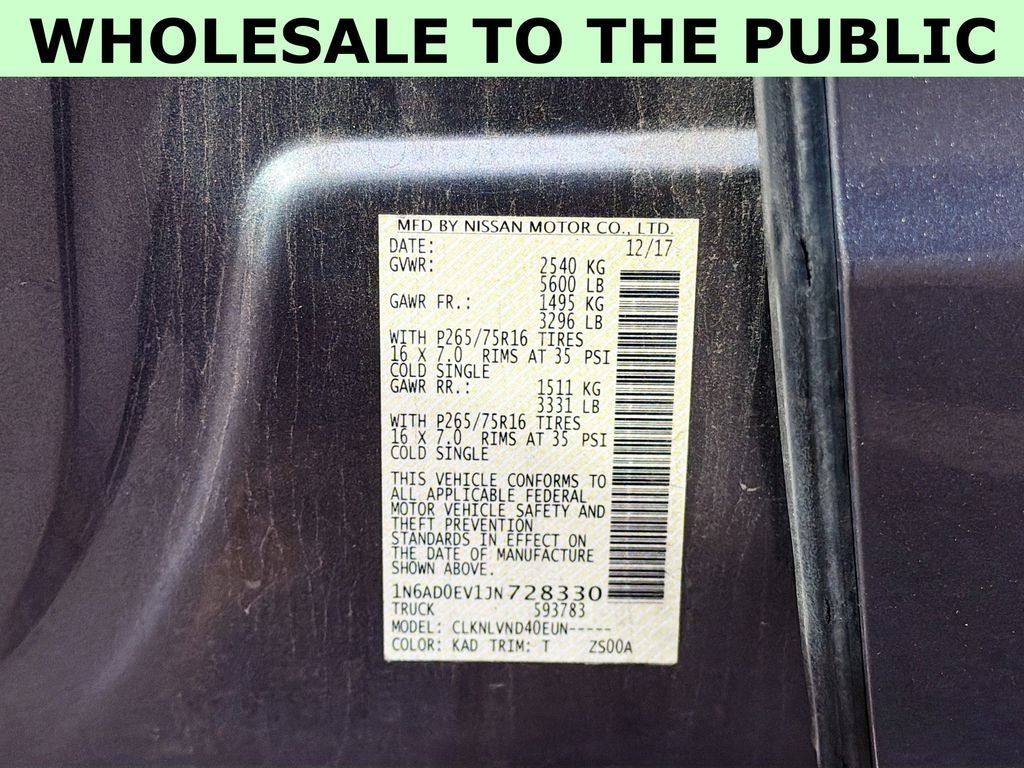 WHOLESALE TO THE PUBLIC
MFD BY NISSAN MOTOR CO., LTD.
DATE: 12/17
GVWR: 2540 KG
5600 LB
GAWR FR.: 1495 KG
3296 LB
WITH P265/75R16 TIRES
16 X 7.0 RIMS AT 35 PSI
COLD SINGLE
GAWR RR.: 1511 KG
3331 LB
WITH P265/75R16 TIRES
16 X 7.0 RIMS AT 35 PSI
COLD SINGLE
THIS VEHICLE CONFORMS TO
ALL APPLICABLE FEDERAL
MOTOR VEHICLE SAFETY AND
THEFT PREVENTION
STANDARDS IN EFFECT ON
THE DATE OF MANUFACTURE
SHOWN ABOVE.
1N6AD0EV1JN728330
TRUCK 593783
MODEL: CLKNLVND40EUN-----
COLOR: KAD TRIM: T ZS00A